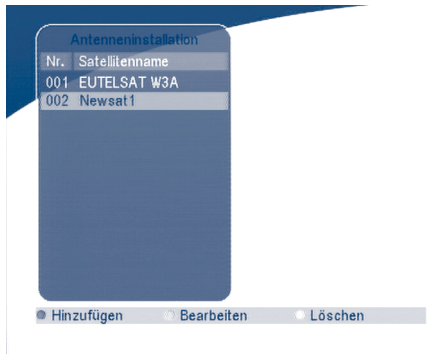 Antenneninstallation
Nr. Satellitenname
001 EUTELSAT W3A
002 Newsat1
Hinzufügen Bearbeiten Löschen